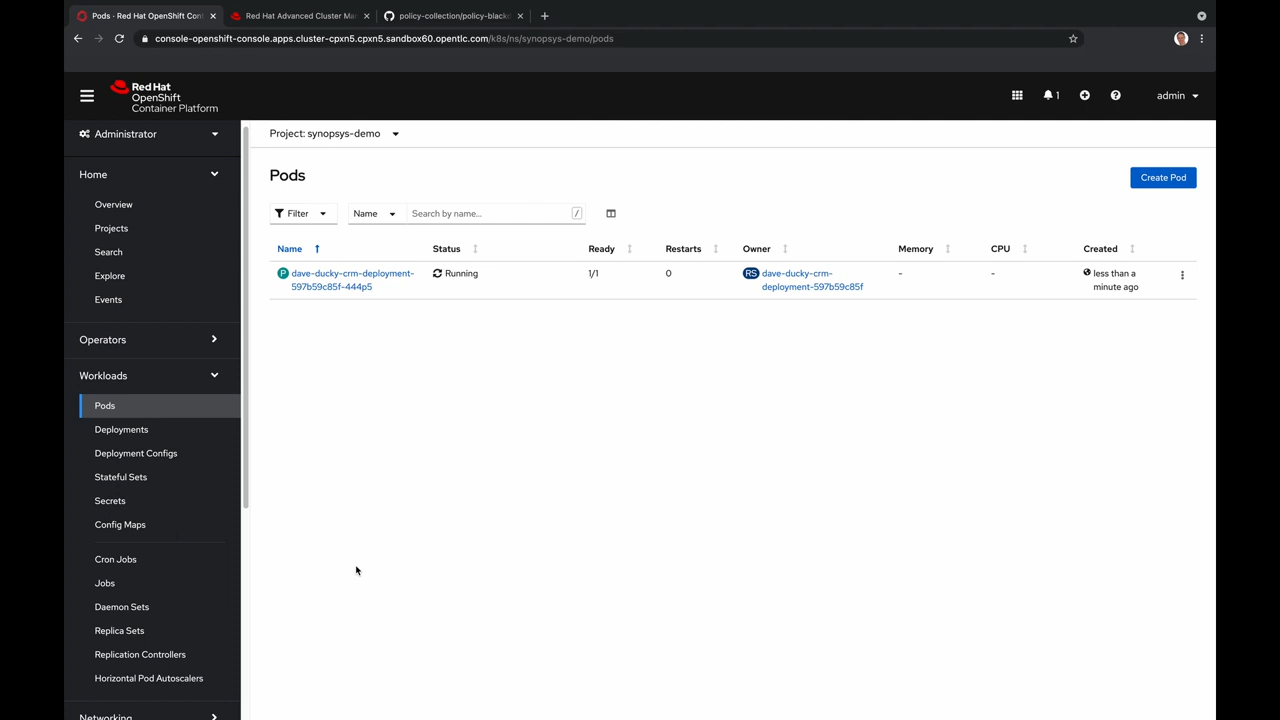 Pods · Red Hat OpenShift Cont
Red Hat Advanced Cluster Ma
policy-collection/policy-blackd
console-openshift-console.apps.cluster-cpxn5.cpxn5.sandbox60.opentlc.com/k8s/ns/synopsys-demo/pods
Red Hat
OpenShift
Container Platform
1
admin
Administrator
Project: synopsys-demo
Home
Overview
Projects
Search
Explore
Events
Operators
Workloads
Pods
Deployments
Deployment Configs
Stateful Sets
Secrets
Config Maps
Cron Jobs
Jobs
Daemon Sets
Replica Sets
Replication Controllers
Horizontal Pod Autoscalers
Networking
Pods
Create Pod
Filter Name Search by name... /
Name Status Ready Restarts Owner Memory CPU Created
P dave-ducky-crm-deployment- Running 1/1 0 RS dave-ducky-crm- - - less than a
597b59c85f-444p5 deployment-597b59c85f minute ago